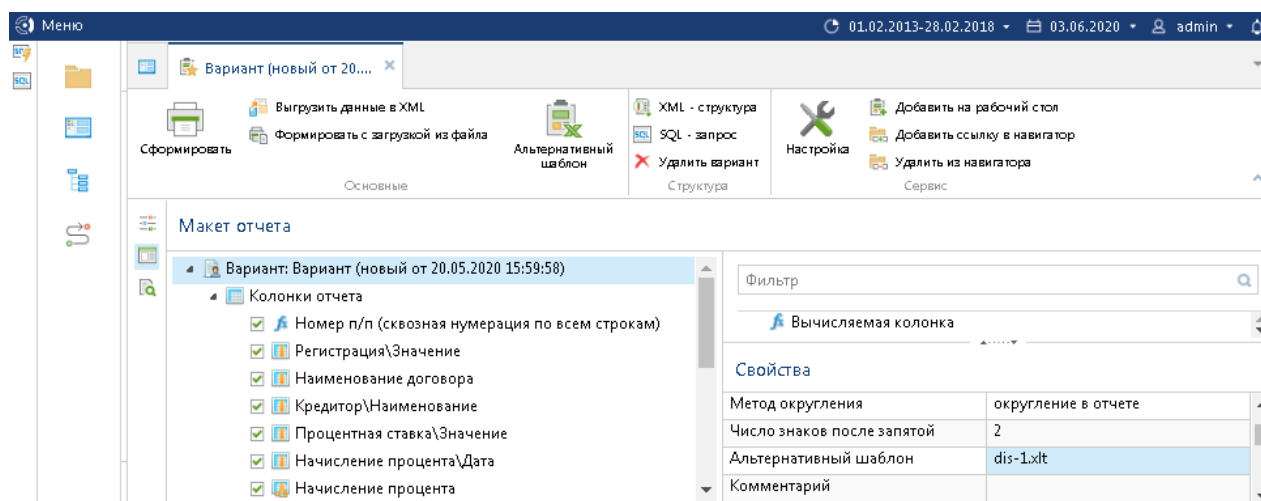 Меню 01.02.2013-28.02.2018 03.06.2020 admin
Вариант (новый от 20....
Сформировать
Выгрузить данные в XML
Формировать с загрузкой из файла
Альтернативный шаблон
Основные
XML - структура
SQL - запрос
Удалить вариант
Структура
Настройка
Добавить на рабочий стол
Добавить ссылку в навигатор
Удалить из навигатора
Сервис
Макет отчета
Вариант: Вариант (новый от 20.05.2020 15:59:58)
Колонки отчета
fx Номер п/п (сквозная нумерация по всем строкам)
Регистрация\Значение
Наименование договора
Кредитор\Наименование
Процентная ставка\Значение
Начисление процента\Дата
Начисление процента
Фильтр
fx Вычисляемая колонка
Свойства
Метод округления округление в отчете
Число знаков после запятой 2
Альтернативный шаблон dis-1.xlt
Комментарий
SQL